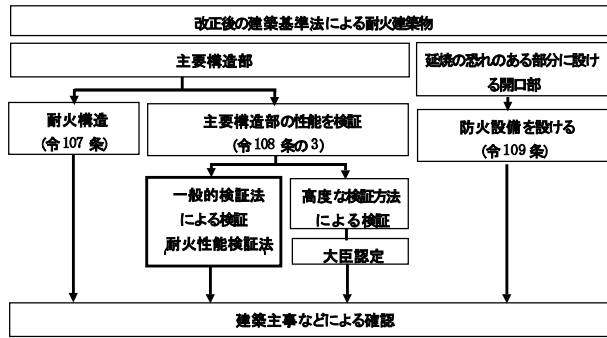 改正後の建築基準法による耐火建築物
主要構造部
延焼の恐れのある部分に設け
る開口部
耐火構造
(令107 条)
主要構造部の性能を検証
(令108 条の3)
防火設備を設ける
(令109 条)
一般的検証法
による検証
耐火性能検証法
高度な検証方法
による検証
大臣認定
建築主事などによる確認